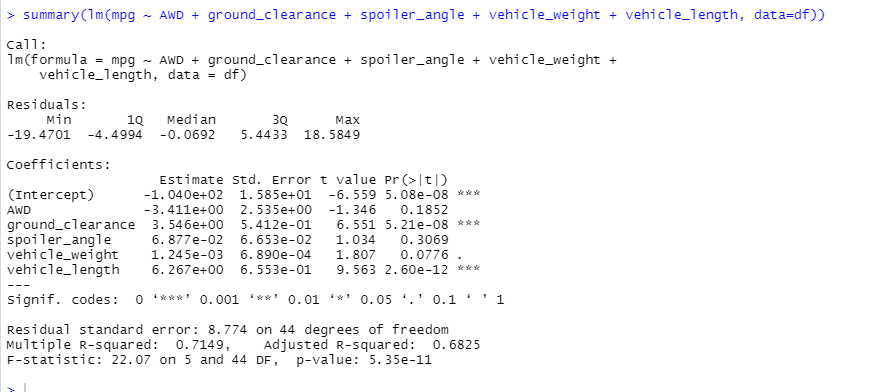 > summary(lm(mpg ~ AWD + ground_clearance + spoiler_angle + vehicle_weight + vehicle_length, data=df))
Call:
lm(formula = mpg ~ AWD + ground_clearance + spoiler_angle + vehicle_weight +
    vehicle_length, data = df)
Residuals:
     Min       1Q   Median       3Q      Max
-19.4701  -4.4994  -0.0692   5.4433  18.5849
Coefficients:
                   Estimate Std. Error t value Pr(>|t|)
(Intercept)      -1.040e+02  1.585e+01  -6.559 5.08e-08 ***
AWD              -3.411e+00  2.535e+00  -1.346   0.1852
ground_clearance  3.546e+00  5.412e-01   6.551 5.21e-08 ***
spoiler_angle     6.877e-02  6.653e-02   1.034   0.3069
vehicle_weight    1.245e-03  6.890e-04   1.807   0.0776 .
vehicle_length    6.267e+00  6.553e-01   9.563 2.60e-12 ***
---
Signif. codes:  0 ‘***’ 0.001 ‘**’ 0.01 ‘*’ 0.05 ‘.’ 0.1 ‘ ’ 1
Residual standard error: 8.774 on 44 degrees of freedom
Multiple R-squared:  0.7149,	Adjusted R-squared:  0.6825
F-statistic: 22.07 on 5 and 44 DF,  p-value: 5.35e-11
>